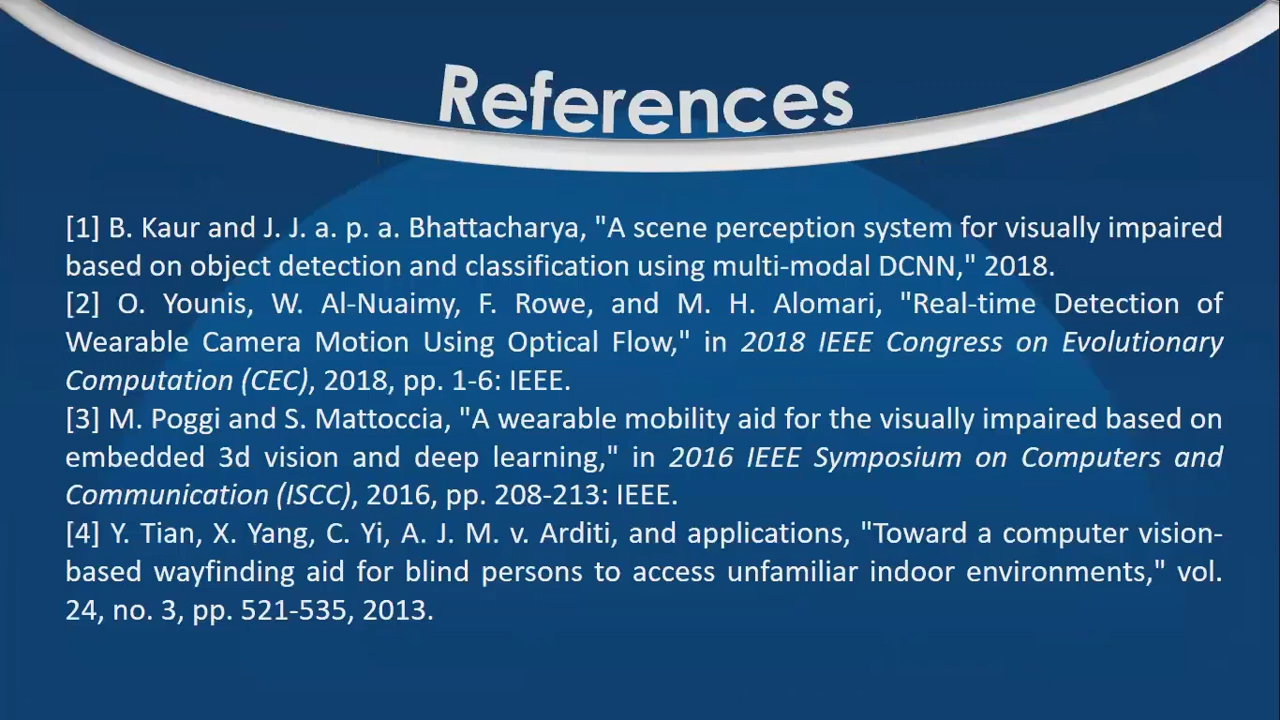 References
[1] B. Kaur and J. J. a. p. a. Bhattacharya, "A scene perception system for visually impaired
based on object detection and classification using multi-modal DCNN," 2018.
[2] O. Younis, W. Al-Nuaimy, F. Rowe, and M. H. Alomari, "Real-time Detection of
Wearable Camera Motion Using Optical Flow," in 2018 IEEE Congress on Evolutionary
Computation (CEC), 2018, pp. 1-6: IEEE.
[3] M. Poggi and S. Mattoccia, "A wearable mobility aid for the visually impaired based on
embedded 3d vision and deep learning," in 2016 IEEE Symposium on Computers and
Communication (ISCC), 2016, pp. 208-213: IEEE.
[4] Y. Tian, X. Yang, C. Yi, A. J. M. v. Arditi, and applications, "Toward a computer vision-
based wayfinding aid for blind persons to access unfamiliar indoor environments," vol.
24, no. 3, pp. 521-535, 2013.